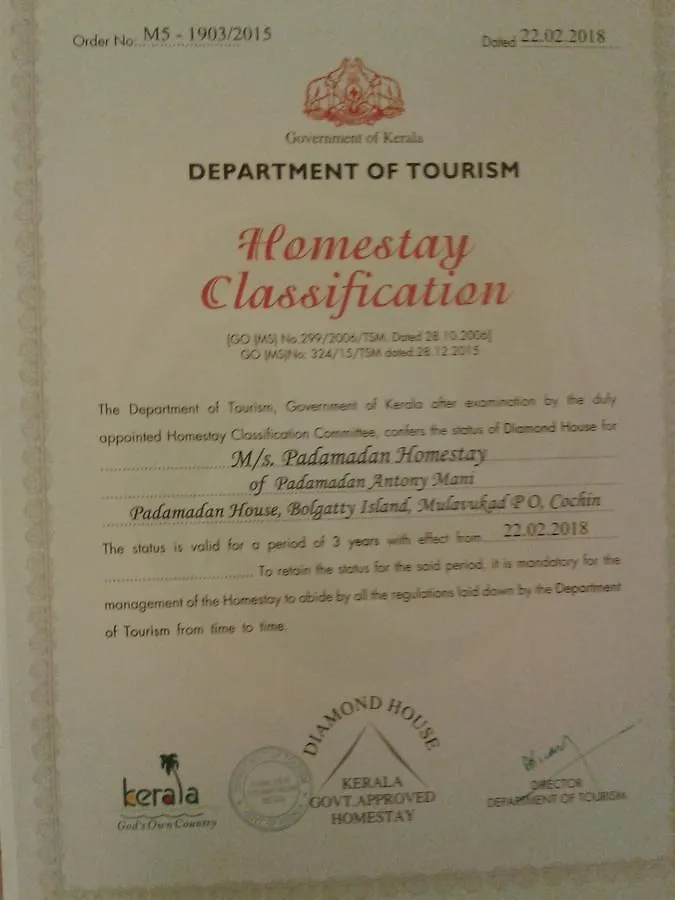 Order No: M5 - 1903/2015
Dated 22.02.2018
Government of Kerala
DEPARTMENT OF TOURISM
Homestay
Classification
[GO (MS) No.299/2006/TSM. Dated 28.10.2006]
GO (MS)No: 324/15/TSM dated:28.12.2015
The Department of Tourism, Government of Kerala after examination by the duly
appointed Homestay Classification Committee, confers the status of Diamond House for
M/s. Padamadan Homestay
of Padamadan Antony Mani
Padamadan House, Bolgatty Island, Mulavukad P O, Cochin
The status is valid for a period of 3 years with effect from 22.02.2018
To retain the status for the said period, it is mandatory for the
management of the Homestay to abide by all the regulations laid down by the Department
of Tourism from time to time.
DIAMOND HOUSE
KERALA
GOVT.APPROVED
HOMESTAY
kerala
God's Own Country
DIRECTOR
DEPARTMENT OF TOURISM